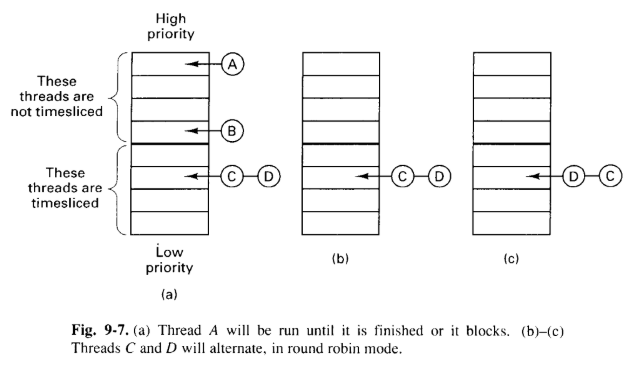 High
priority
These
threads are
not timesliced
A
B
These
threads are
timesliced
C D
C D
D C
Low
priority
(a)
(b)
(c)
Fig. 9-7. (a) Thread A will be run until it is finished or it blocks. (b)–(c)
Threads C and D will alternate, in round robin mode.